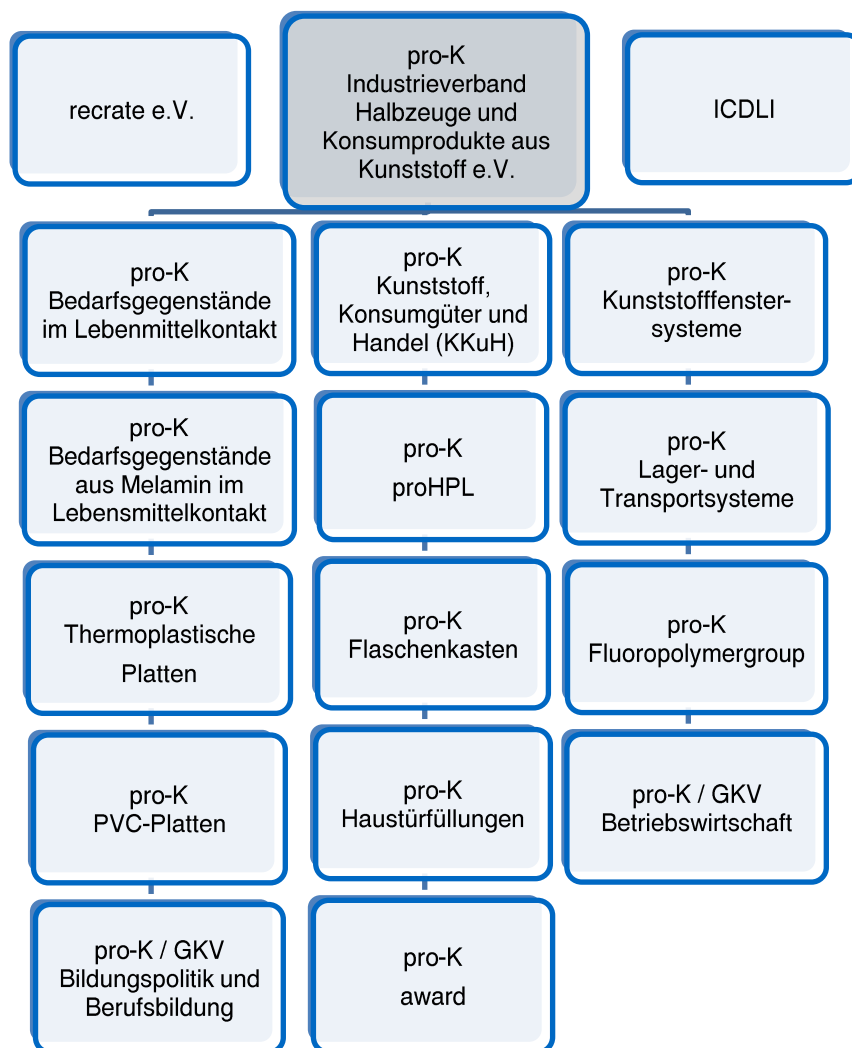 recrate e.V.
pro-K
Industrieverband
Halbzeuge und
Konsumprodukte aus
Kunststoff e.V.
ICDLI
pro-K
Bedarfsgegenstände
im Lebenmittelkontakt
pro-K
Kunststoff,
Konsumgüter und
Handel (KKuH)
pro-K
Kunststofffenster-
systeme
pro-K
Bedarfsgegenstände
aus Melamin im
Lebensmittelkontakt
pro-K
proHPL
pro-K
Lager- und
Transportsysteme
pro-K
Thermoplastische
Platten
pro-K
Flaschenkasten
pro-K
Fluoropolymergroup
pro-K
PVC-Platten
pro-K
Haustürfüllungen
pro-K / GKV
Betriebswirtschaft
pro-K / GKV
Bildungspolitik und
Berufsbildung
pro-K
award